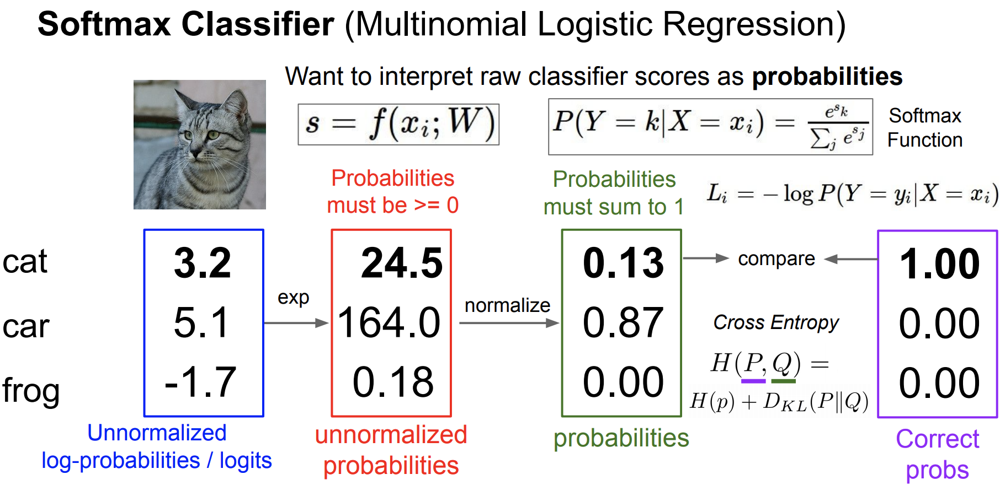 Softmax Classifier (Multinomial Logistic Regression)
Want to interpret raw classifier scores as probabilities
s = f(x_i; W)
P(Y = k|X = x_i) = \frac{e^{s_k}}{\sum_j e^{s_j}}
Softmax
Function
Probabilities
must be >= 0
Probabilities
must sum to 1
L_i = − log P(Y = y_i|X = x_i)
cat 3.2 24.5 0.13 compare 1.00
exp
normalize
car 5.1 164.0 0.87 Cross Entropy 0.00
H(P, Q) =
frog -1.7 0.18 0.00 0.00
H(p) + D_{KL}(P‖Q)
Unnormalized
log-probabilities / logits
unnormalized
probabilities
probabilities
Correct
probs